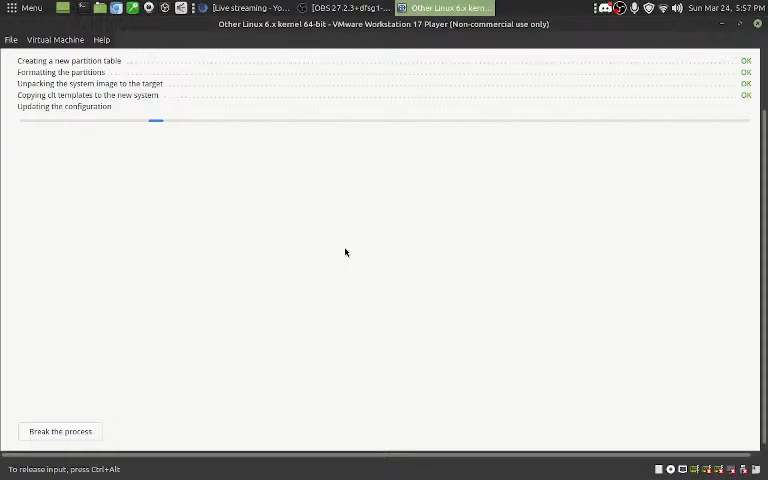 Menu
[Live streaming - Yo...
[OBS 27.2.3+dfsg1-...
Other Linux 6.x kern...
Sun Mar 24, 5:57 PM
Other Linux 6.x kernel 64-bit - VMware Workstation 17 Player (Non-commercial use only)
File Virtual Machine Help
Creating a new partition table OK
Formatting the partitions OK
Unpacking the system image to the target OK
Copying clt templates to the new system OK
Updating the configuration
Break the process
To release input, press Ctrl+Alt